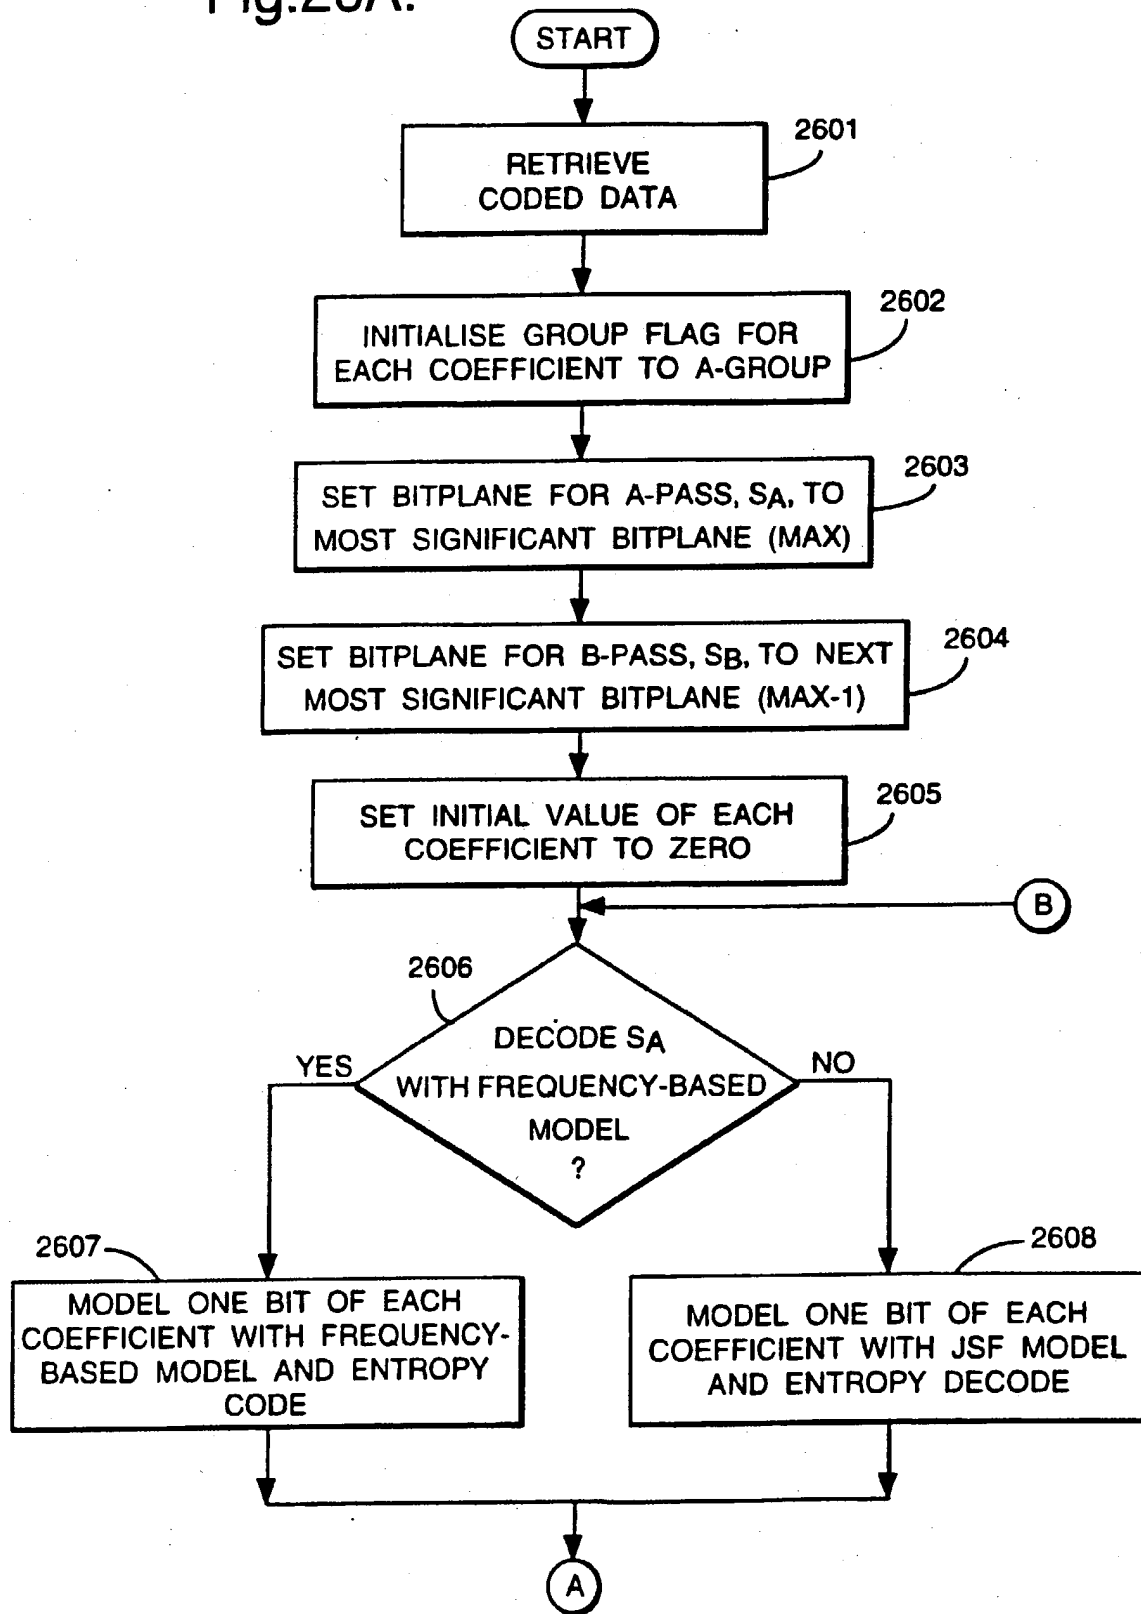 Fig.26A.
START
2601
RETRIEVE
CODED DATA
2602
INITIALISE GROUP FLAG FOR
EACH COEFFICIENT TO A-GROUP
2603
SET BITPLANE FOR A-PASS, SA, TO
MOST SIGNIFICANT BITPLANE (MAX)
2604
SET BITPLANE FOR B-PASS, SB, TO NEXT
MOST SIGNIFICANT BITPLANE (MAX-1)
2605
SET INITIAL VALUE OF EACH
COEFFICIENT TO ZERO
B
2606
DECODE SA
WITH FREQUENCY-BASED
MODEL
?
YES
NO
2607
MODEL ONE BIT OF EACH
COEFFICIENT WITH FREQUENCY-
BASED MODEL AND ENTROPY
CODE
2608
MODEL ONE BIT OF EACH
COEFFICIENT WITH JSF MODEL
AND ENTROPY DECODE
A